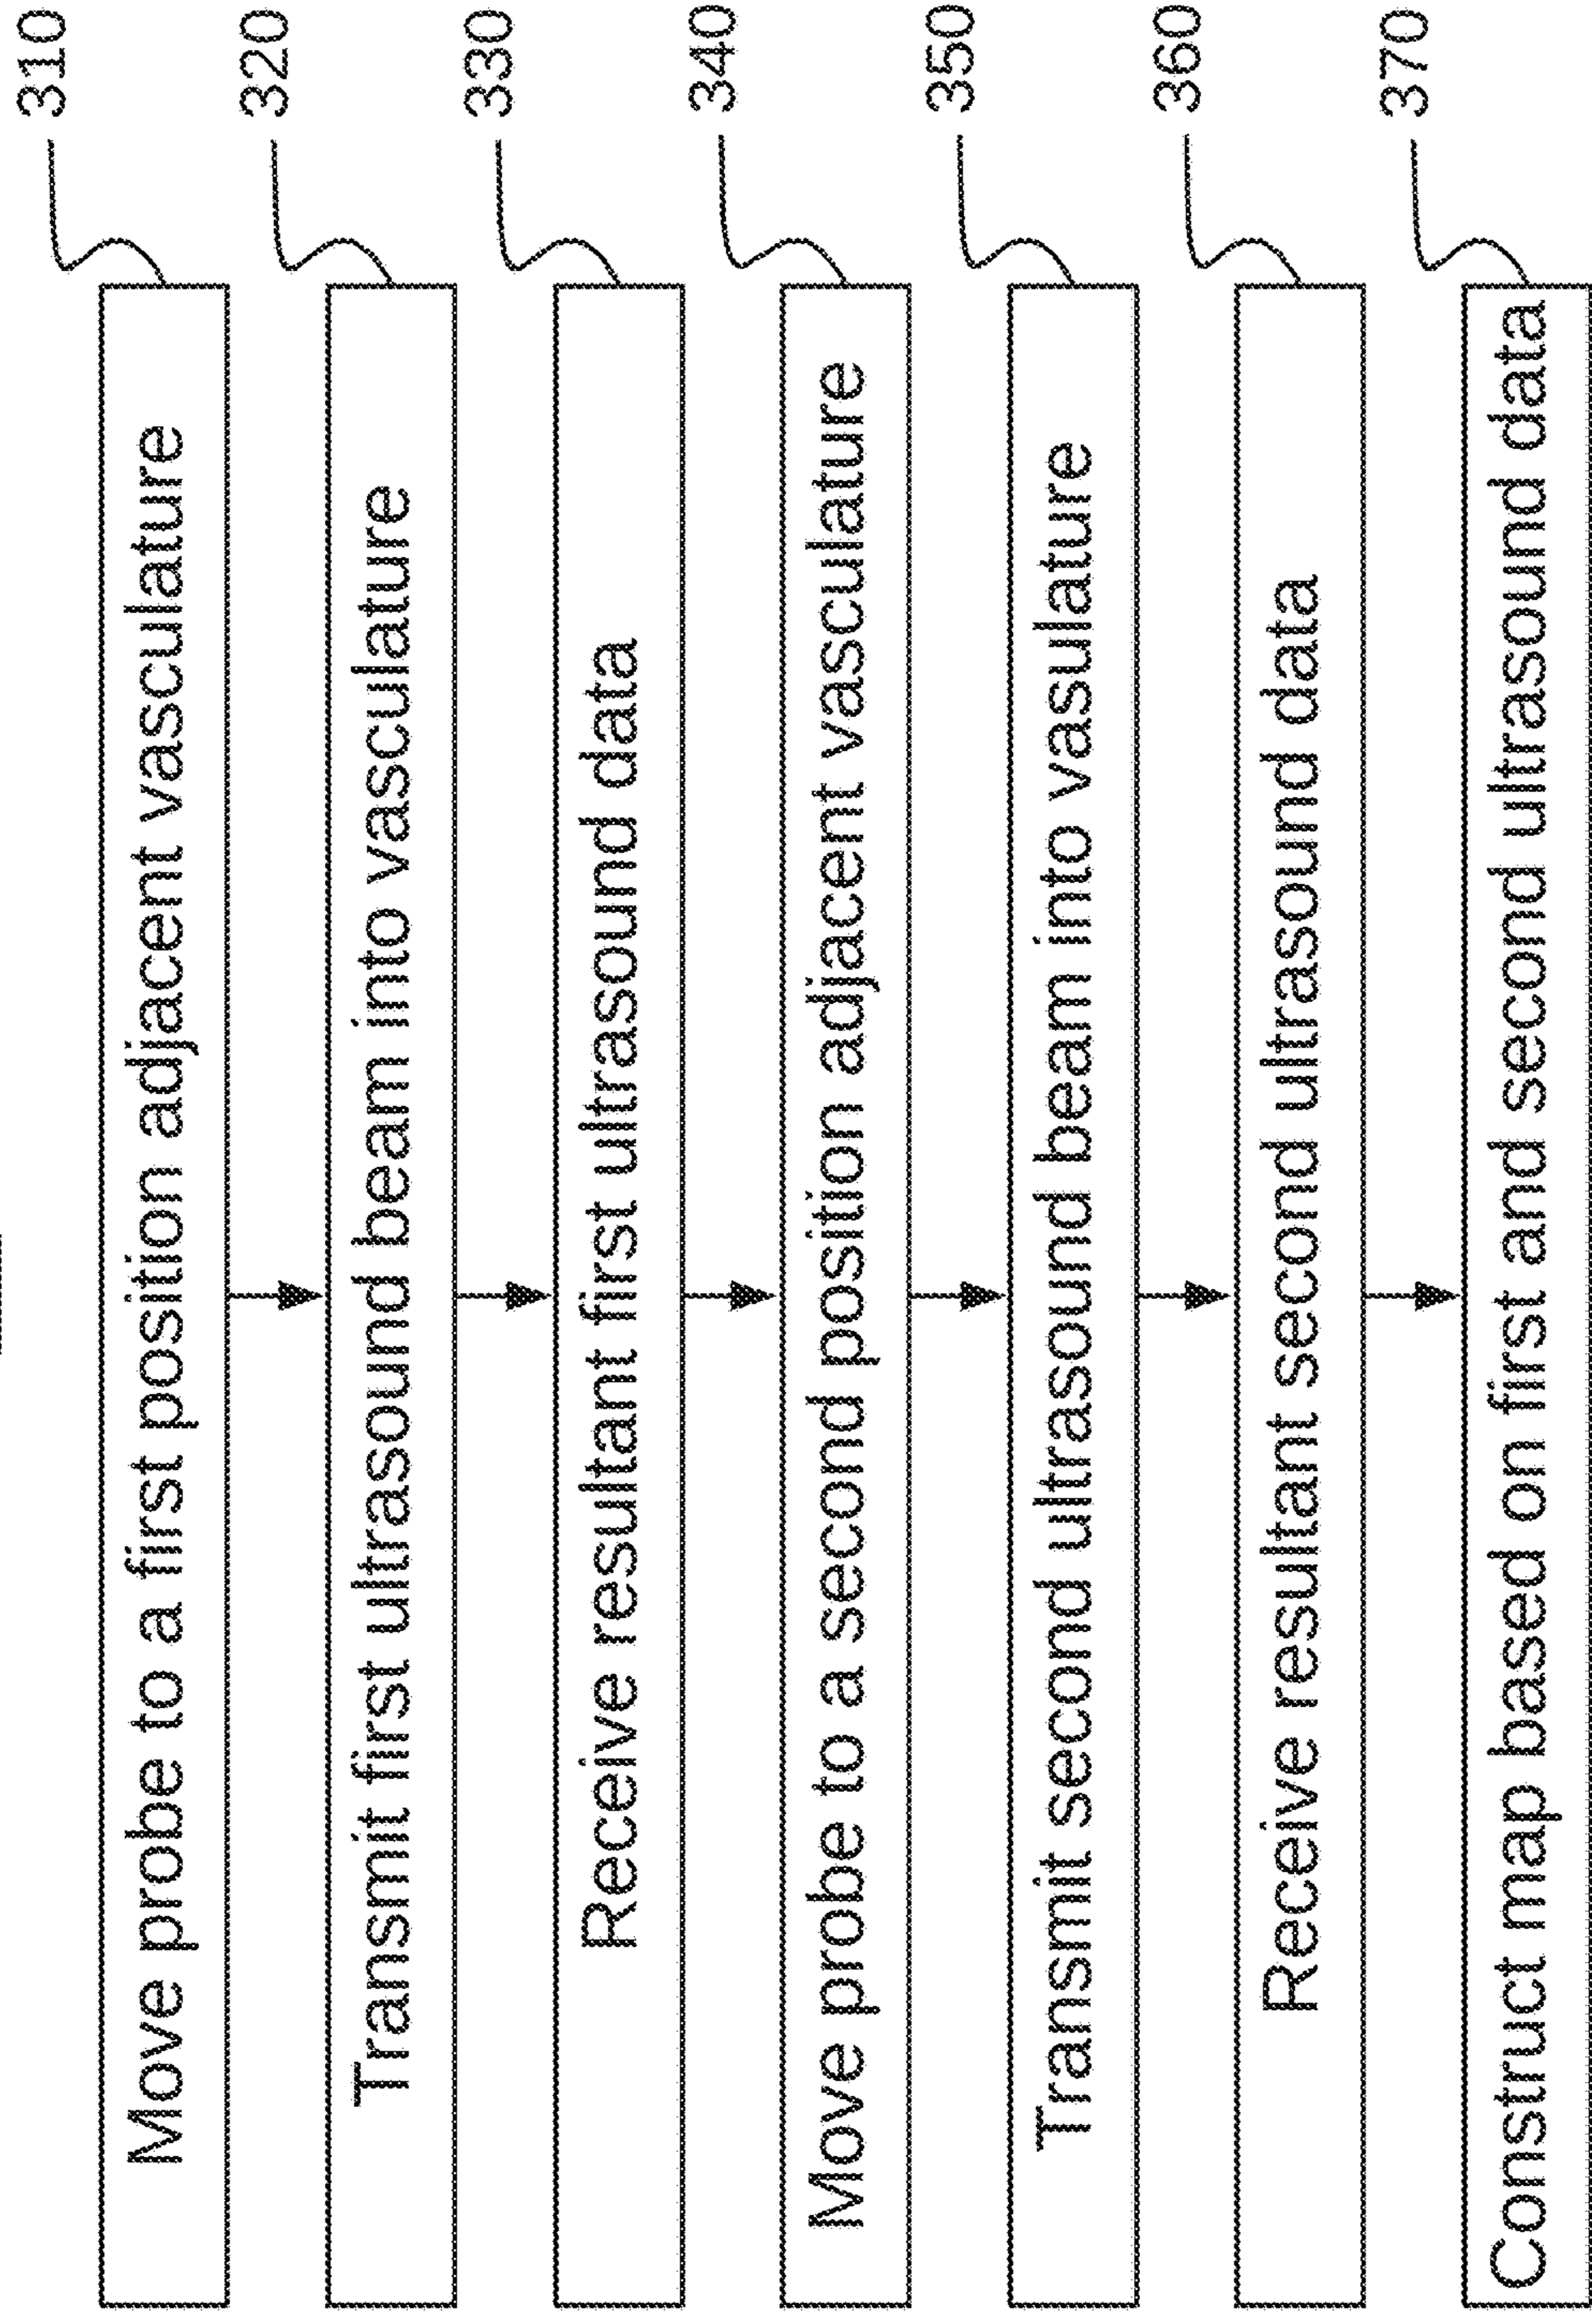 Move probe to a first position adjacent vasculature
310
Transmit first ultrasound beam into vasculature
320
Receive resultant first ultrasound data
330
Move probe to a second position adjacent vasculature
340
Transmit second ultrasound beam into vasulature
350
Receive resultant second ultrasound data
360
Construct map based on first and second ultrasound data
370